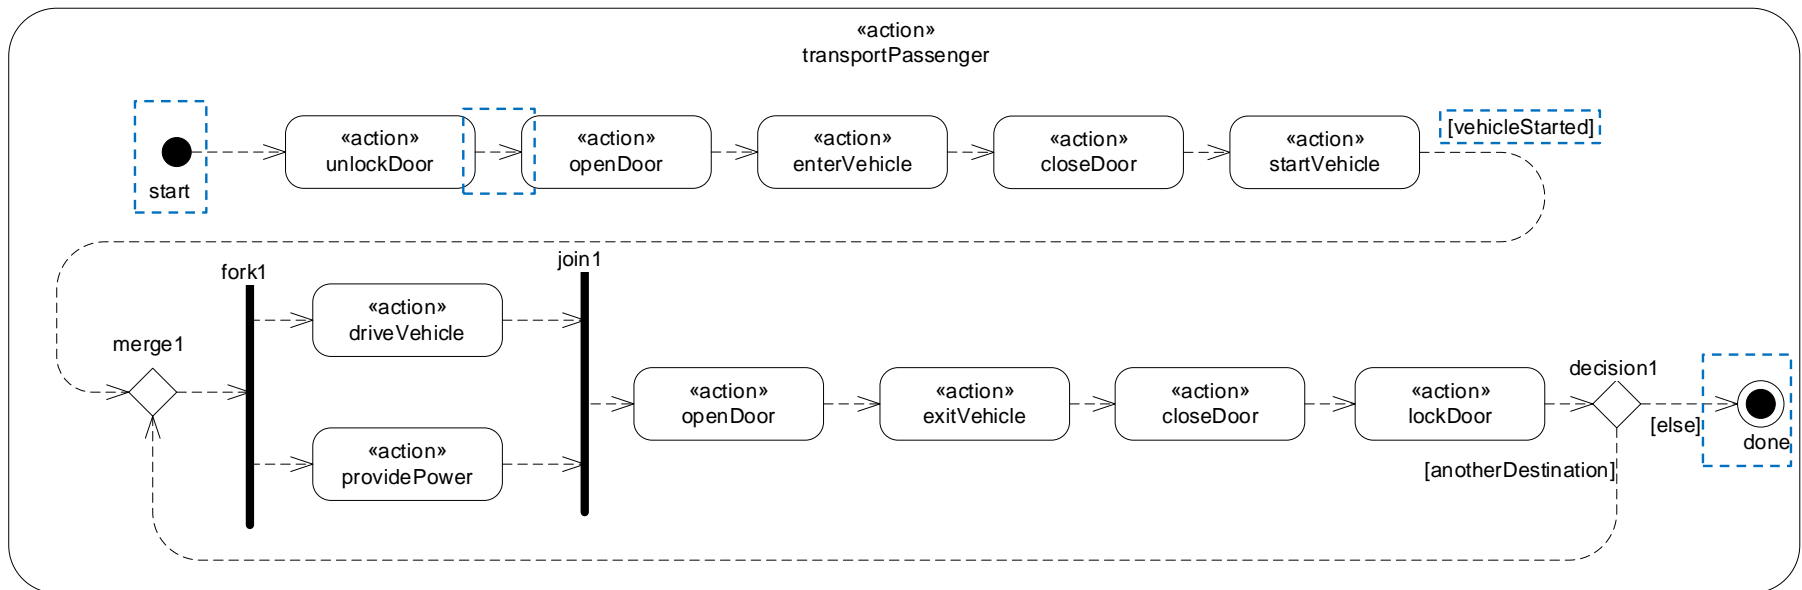 «action»
transportPassenger
«action»
unlockDoor
«action»
openDoor
«action»
enterVehicle
«action»
closeDoor
«action»
startVehicle
[vehicleStarted]
start
fork1
join1
«action»
driveVehicle
merge1
«action»
providePower
«action»
openDoor
«action»
exitVehicle
«action»
closeDoor
«action»
lockDoor
decision1
[else]
done
[anotherDestination]